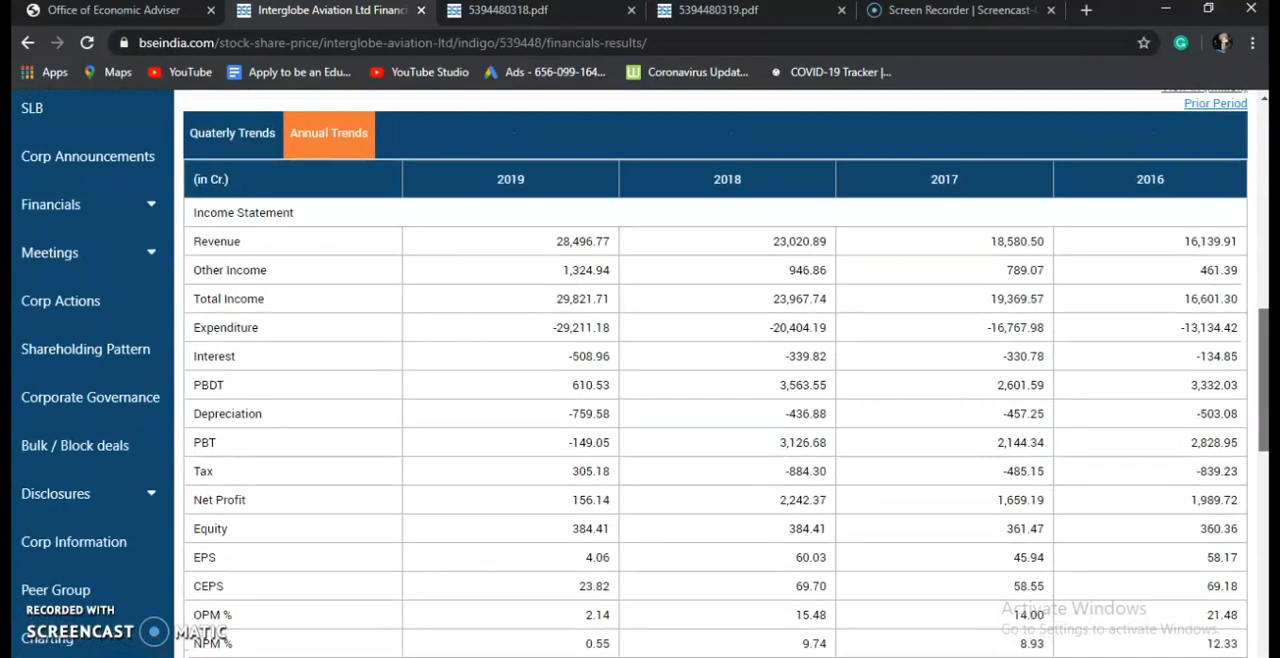 Office of Economic Adviser
Interglobe Aviation Ltd Financ
5394480318.pdf
5394480319.pdf
Screen Recorder | Screencast-
bseindia.com/stock-share-price/interglobe-aviation-ltd/indigo/539448/financials-results/
Apps Maps YouTube Apply to be an Edu... YouTube Studio Ads - 656-099-164... Coronavirus Updat... COVID-19 Tracker |...
SLB
Corp Announcements
Financials
Meetings
Corp Actions
Shareholding Pattern
Corporate Governance
Bulk / Block deals
Disclosures
Corp Information
Peer Group
Charting
Prior Period
Quaterly Trends Annual Trends
(in Cr.) 2019 2018 2017 2016
Income Statement
Revenue 28,496.77 23,020.89 18,580.50 16,139.91
Other Income 1,324.94 946.86 789.07 461.39
Total Income 29,821.71 23,967.74 19,369.57 16,601.30
Expenditure -29,211.18 -20,404.19 -16,767.98 -13,134.42
Interest -508.96 -339.82 -330.78 -134.85
PBDT 610.53 3,563.55 2,601.59 3,332.03
Depreciation -759.58 -436.88 -457.25 -503.08
PBT -149.05 3,126.68 2,144.34 2,828.95
Tax 305.18 -884.30 -485.15 -839.23
Net Profit 156.14 2,242.37 1,659.19 1,989.72
Equity 384.41 384.41 361.47 360.36
EPS 4.06 60.03 45.94 58.17
CEPS 23.82 69.70 58.55 69.18
OPM % 2.14 15.48 14.00 21.48
NPM % 0.55 9.74 8.93 12.33
RECORDED WITH
SCREENCAST MATIC
Activate Windows
Go to Settings to activate Windows.